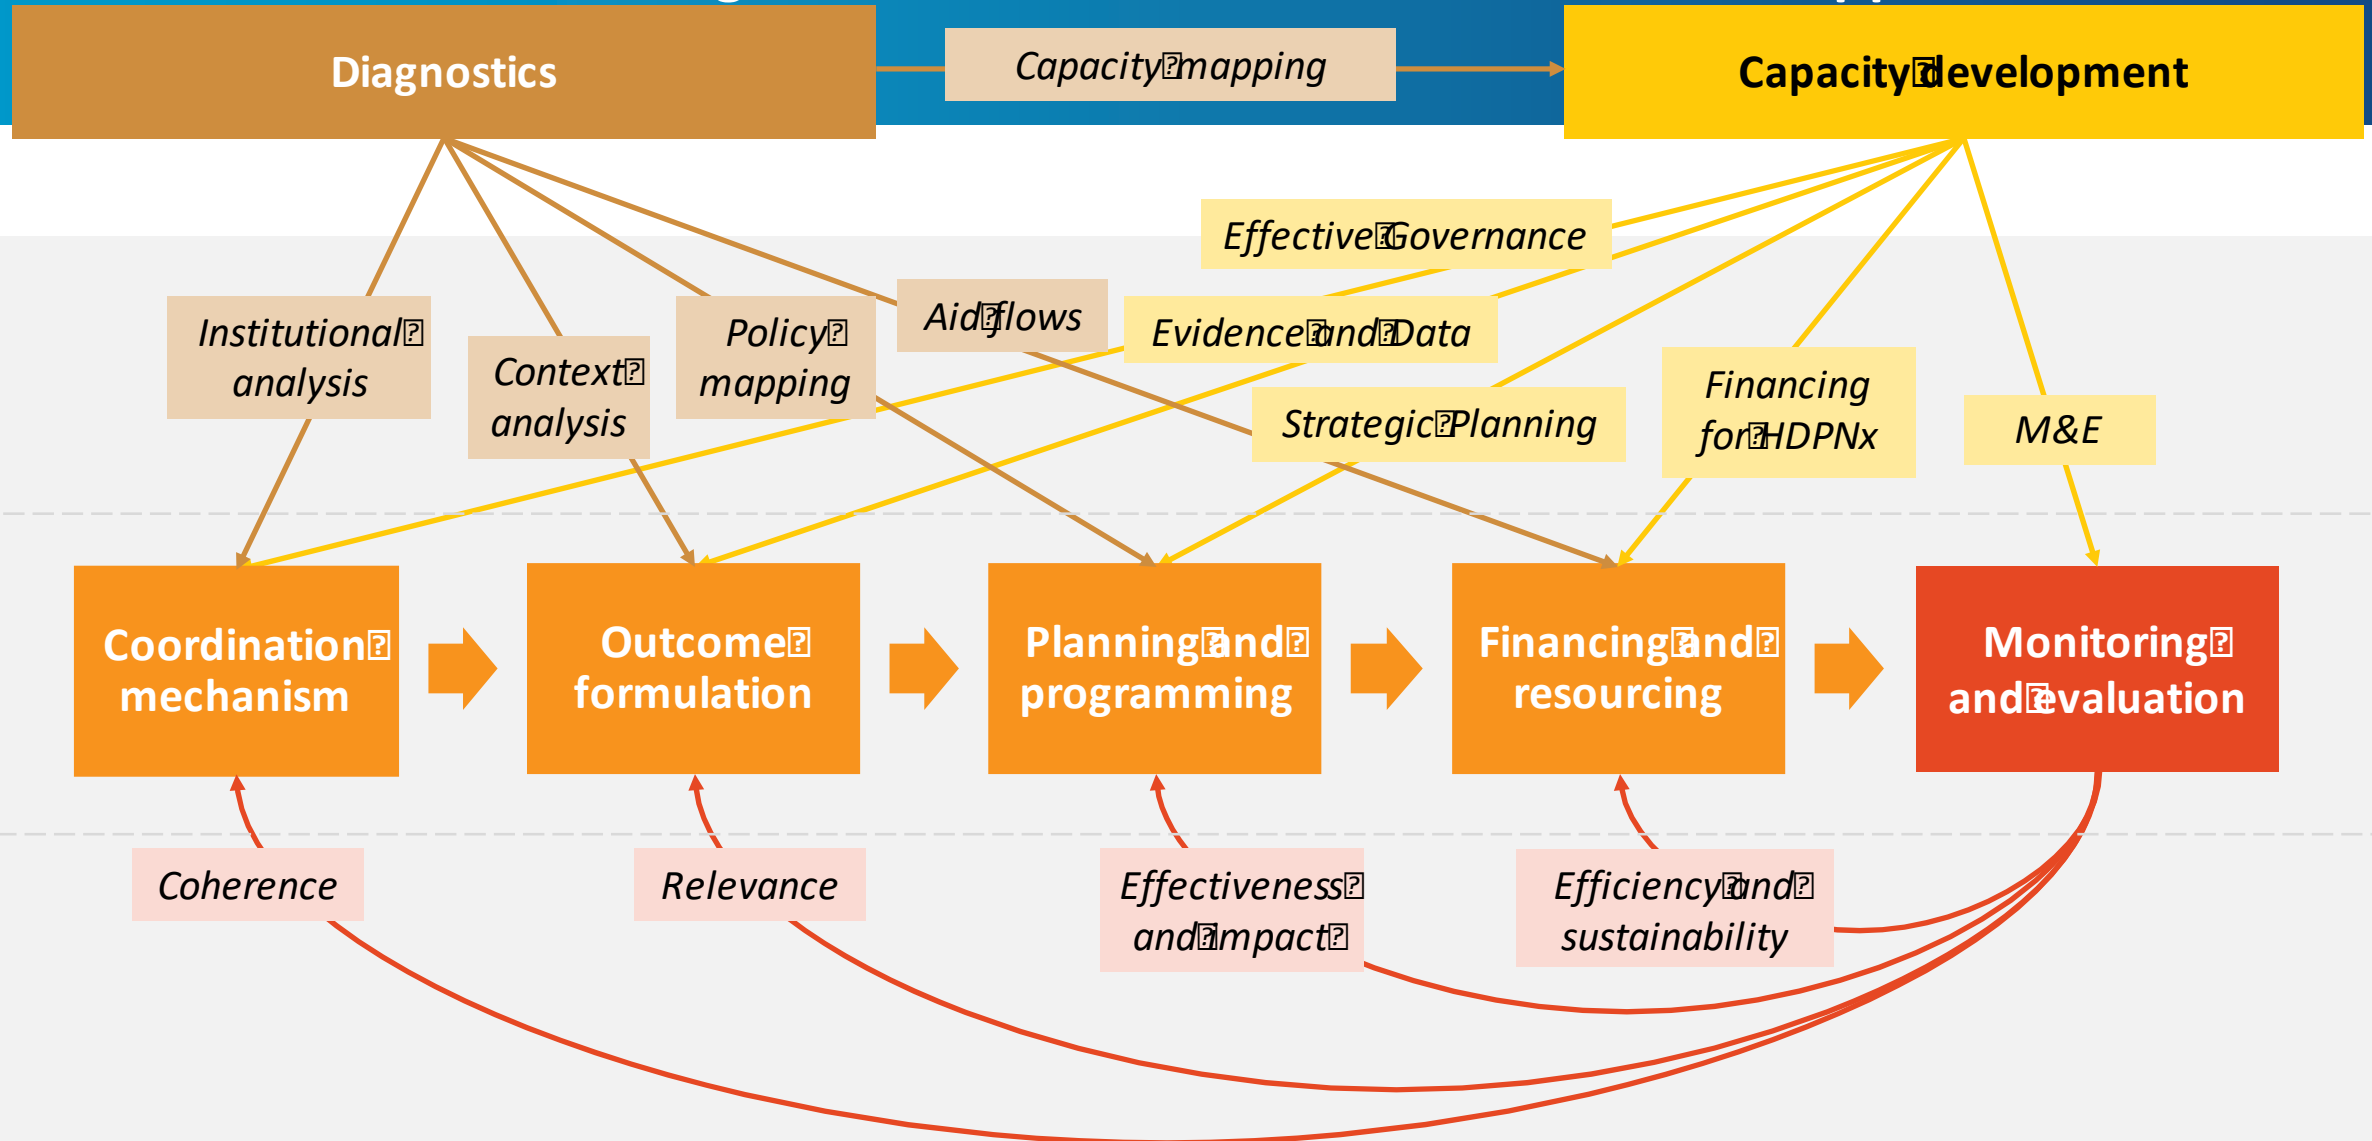 Diagnostics
Capacity mapping
Capacity development
Effective Governance
Institutional
analysis
Context
analysis
Policy
mapping
Aid flows
Evidence and Data
Strategic Planning
Financing
for HDPNx
M&E
Coordination
mechanism
Outcome
formulation
Planning and
programming
Financing and
resourcing
Monitoring
and evaluation
Coherence
Relevance
Effectiveness
and impact
Efficiency and
sustainability